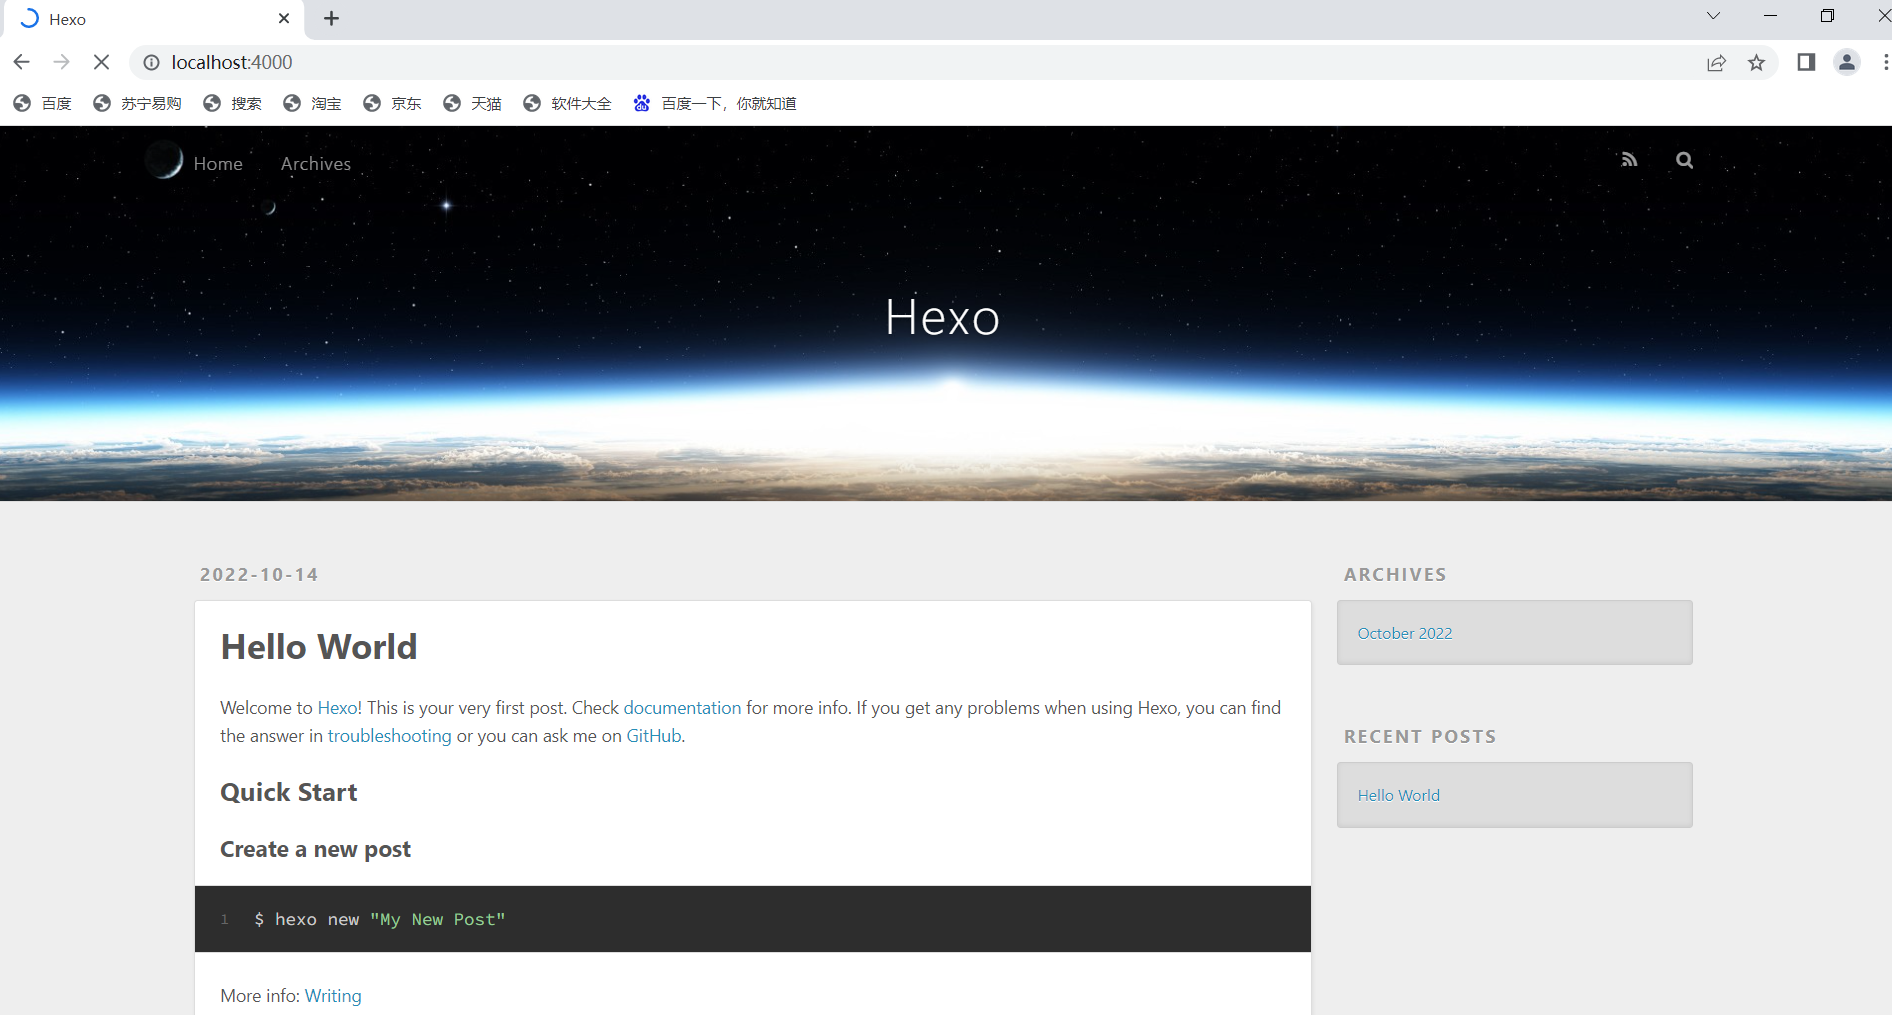 Hexo
localhost:4000
百度 苏宁易购 搜索 淘宝 京东 天猫 软件大全 百度一下，你就知道
Home Archives
Hexo
2022-10-14
Hello World
Welcome to Hexo! This is your very first post. Check documentation for more info. If you get any problems when using Hexo, you can find
the answer in troubleshooting or you can ask me on GitHub.
Quick Start
Create a new post
1 $ hexo new "My New Post"
More info: Writing
ARCHIVES
October 2022
RECENT POSTS
Hello World